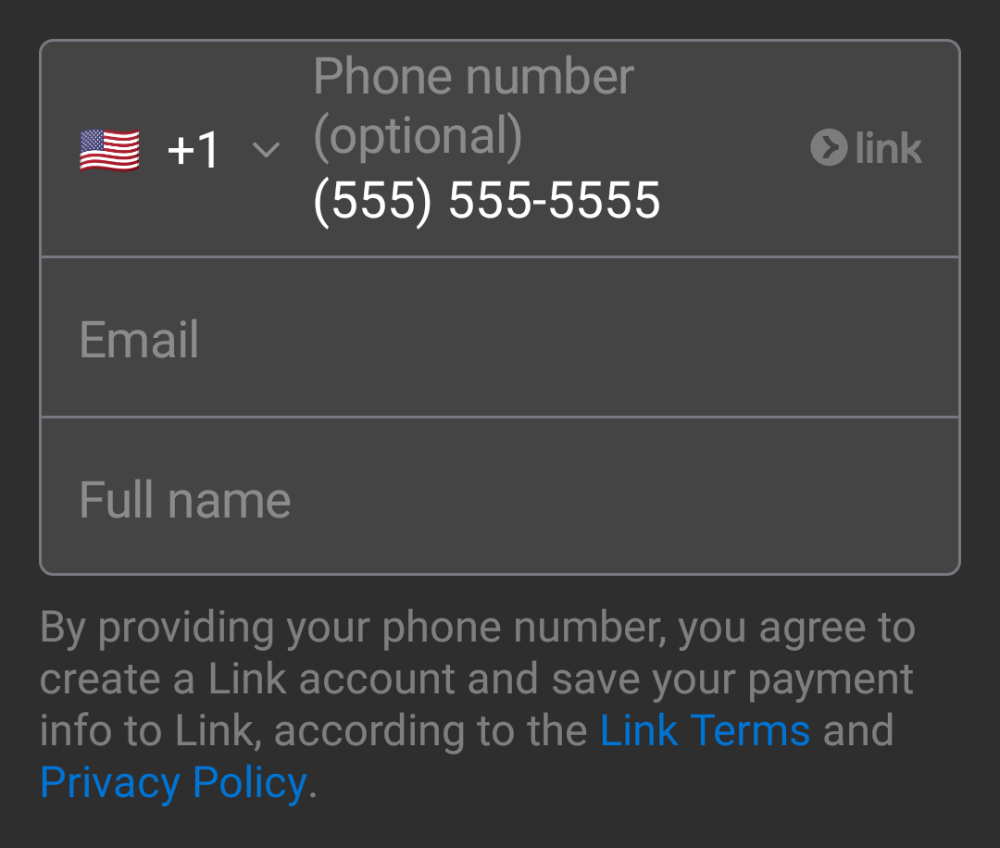 Phone number
(optional)
+1
(555) 555-5555
link
Email
Full name
By providing your phone number, you agree to
create a Link account and save your payment
info to Link, according to the Link Terms and
Privacy Policy.